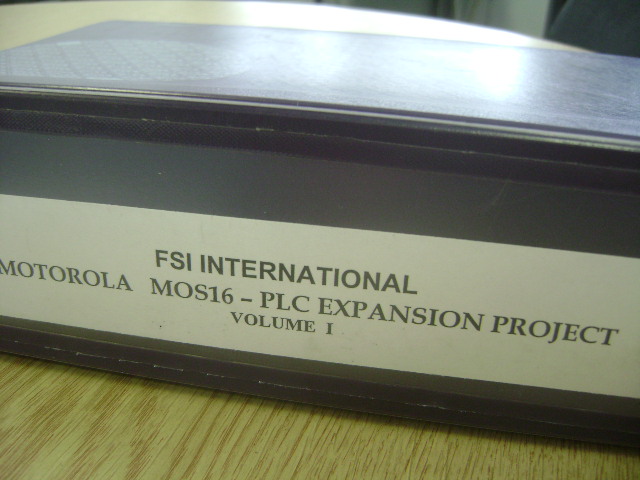 FSI INTERNATIONAL
MOTOROLA MOS16 – PLC EXPANSION PROJECT
VOLUME I